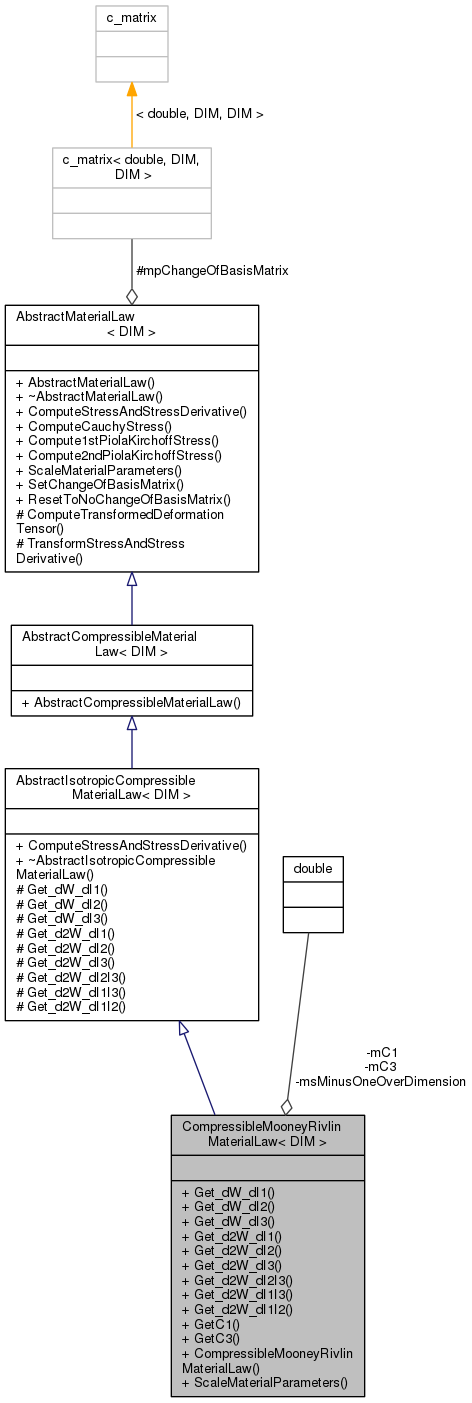 c_matrix
< double, DIM, DIM >
c_matrix< double, DIM,
DIM >
#mpChangeOfBasisMatrix
AbstractMaterialLaw
< DIM >
+ AbstractMaterialLaw()
+ ~AbstractMaterialLaw()
+ ComputeStressAndStressDerivative()
+ ComputeCauchyStress()
+ Compute1stPiolaKirchoffStress()
+ Compute2ndPiolaKirchoffStress()
+ ScaleMaterialParameters()
+ SetChangeOfBasisMatrix()
+ ResetToNoChangeOfBasisMatrix()
# ComputeTransformedDeformation
Tensor()
# TransformStressAndStress
Derivative()
AbstractCompressibleMaterial
Law< DIM >
+ AbstractCompressibleMaterialLaw()
AbstractIsotropicCompressible
MaterialLaw< DIM >
+ ComputeStressAndStressDerivative()
+ ~AbstractIsotropicCompressible
MaterialLaw()
# Get_dW_dI1()
# Get_dW_dI2()
# Get_dW_dI3()
# Get_d2W_dI1()
# Get_d2W_dI2()
# Get_d2W_dI3()
# Get_d2W_dI2I3()
# Get_d2W_dI1I3()
# Get_d2W_dI1I2()
double
-mC1
-mC3
-msMinusOneOverDimension
CompressibleMooneyRivlin
MaterialLaw< DIM >
+ Get_dW_dI1()
+ Get_dW_dI2()
+ Get_dW_dI3()
+ Get_d2W_dI1()
+ Get_d2W_dI2()
+ Get_d2W_dI3()
+ Get_d2W_dI2I3()
+ Get_d2W_dI1I3()
+ Get_d2W_dI1I2()
+ GetC1()
+ GetC3()
+ CompressibleMooneyRivlin
MaterialLaw()
+ ScaleMaterialParameters()